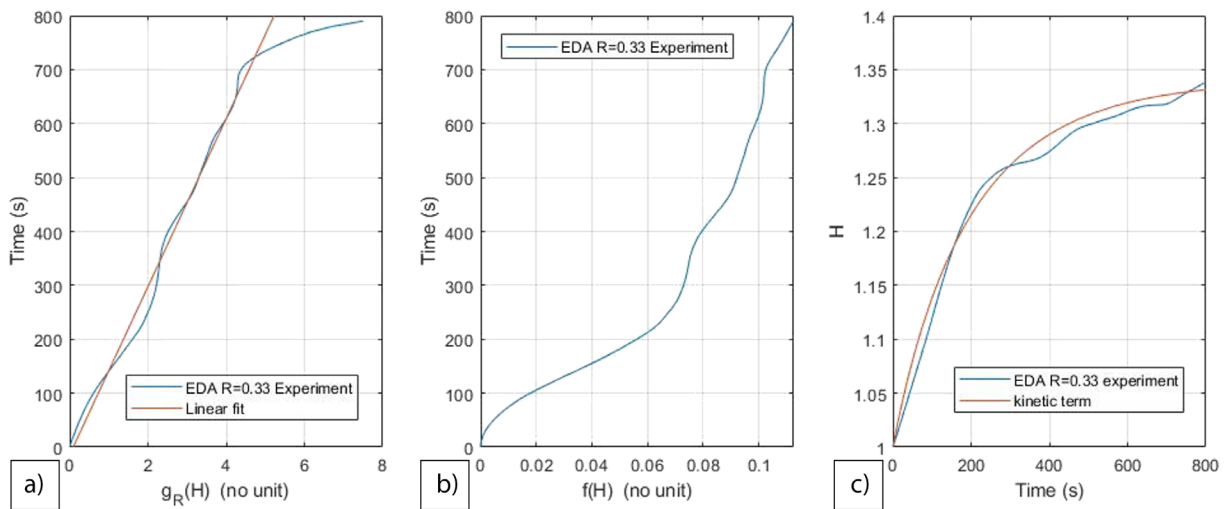 800
700
600
500
400
300
200
100
0
Time (s)
EDA R=0.33 Experiment
Linear fit
0 2 4 6 8
g_R(H) (no unit)
a)
800
700
600
500
400
300
200
100
0
Time (s)
EDA R=0.33 Experiment
0 0.02 0.04 0.06 0.08 0.1
f(H) (no unit)
b)
1.4
1.35
1.3
1.25
1.2
1.15
1.1
1.05
1
H
EDA R=0.33 experiment
kinetic term
0 200 400 600 800
Time (s)
c)